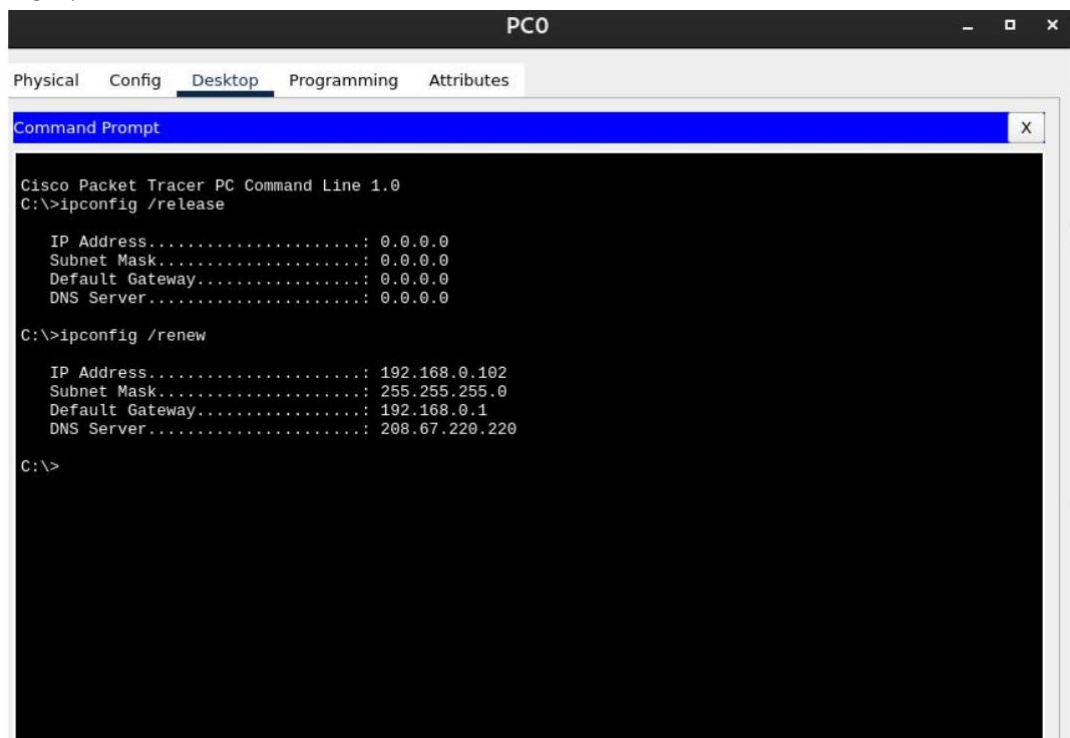 PC0
Physical Config Desktop Programming Attributes
Command Prompt X
Cisco Packet Tracer PC Command Line 1.0
C:\>ipconfig /release
IP Address......................: 0.0.0.0
Subnet Mask.....................: 0.0.0.0
Default Gateway.................: 0.0.0.0
DNS Server......................: 0.0.0.0
C:\>ipconfig /renew
IP Address......................: 192.168.0.102
Subnet Mask.....................: 255.255.255.0
Default Gateway.................: 192.168.0.1
DNS Server......................: 208.67.220.220
C:\>